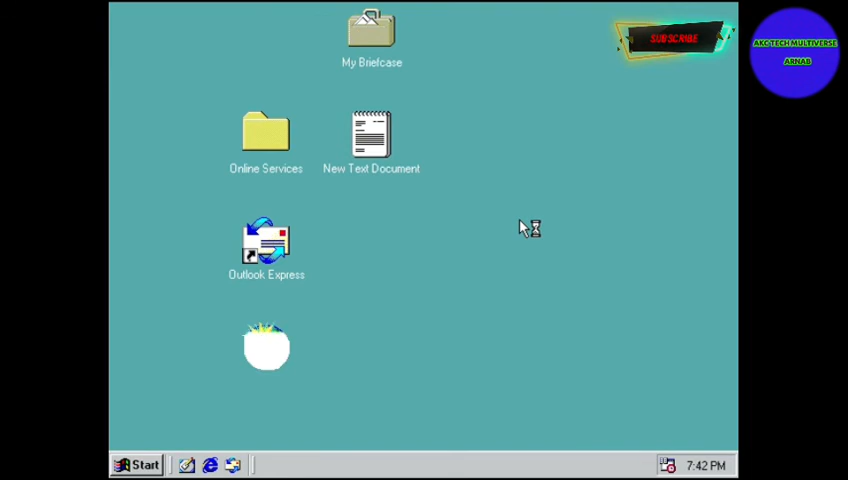 My Briefcase
SUBSCRIBE
AKC TECH MULTIVERSE
ARNAB
Online Services
New Text Document
Outlook Express
Start
7:42 PM